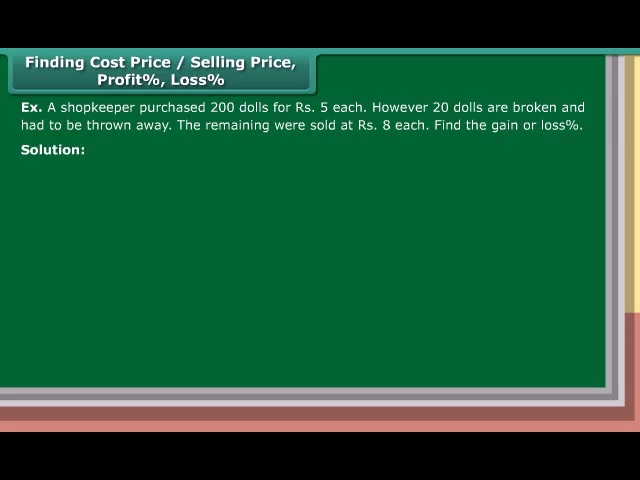 Finding Cost Price / Selling Price,
Profit%, Loss%
Ex. A shopkeeper purchased 200 dolls for Rs. 5 each. However 20 dolls are broken and
had to be thrown away. The remaining were sold at Rs. 8 each. Find the gain or loss%.
Solution: